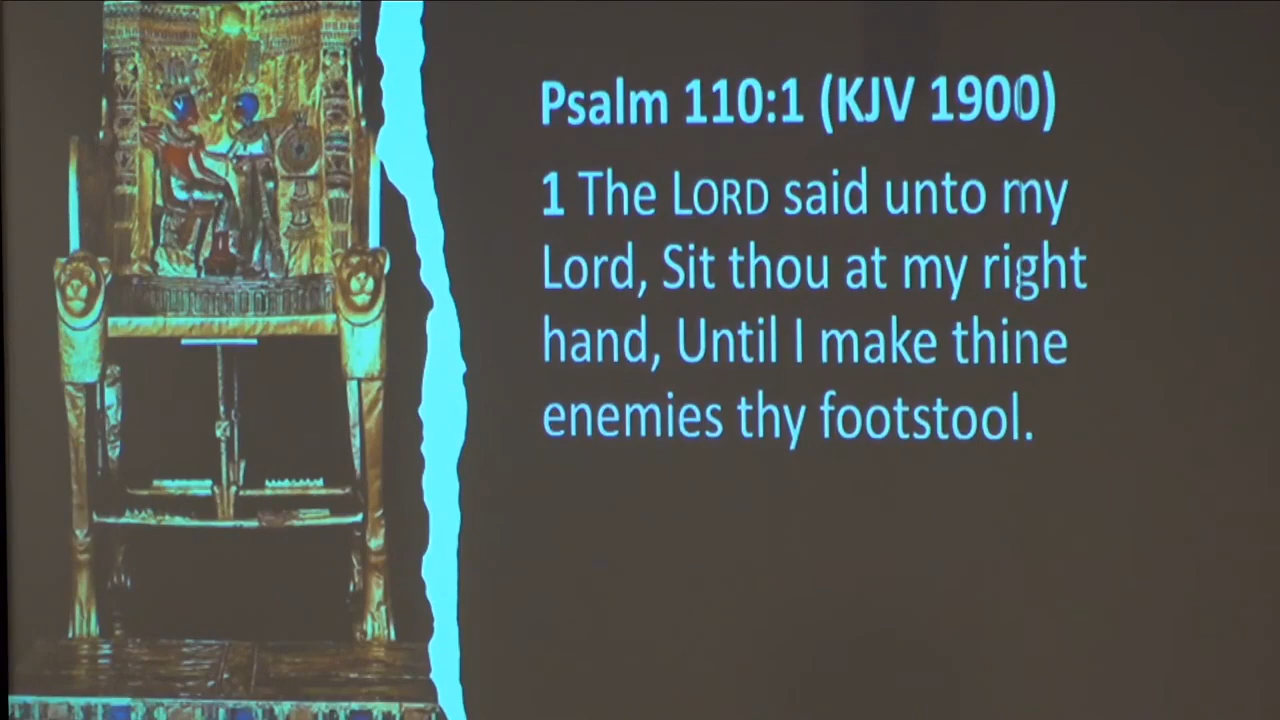 Psalm 110:1 (KJV 1900)
1 The LORD said unto my
Lord, Sit thou at my right
hand, Until I make thine
enemies thy footstool.